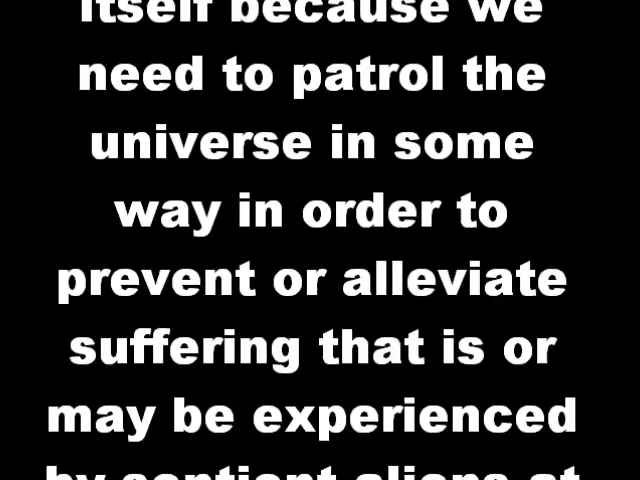 itself because we
need to patrol the
universe in some
way in order to
prevent or alleviate
suffering that is or
may be experienced
by sentient aliens at